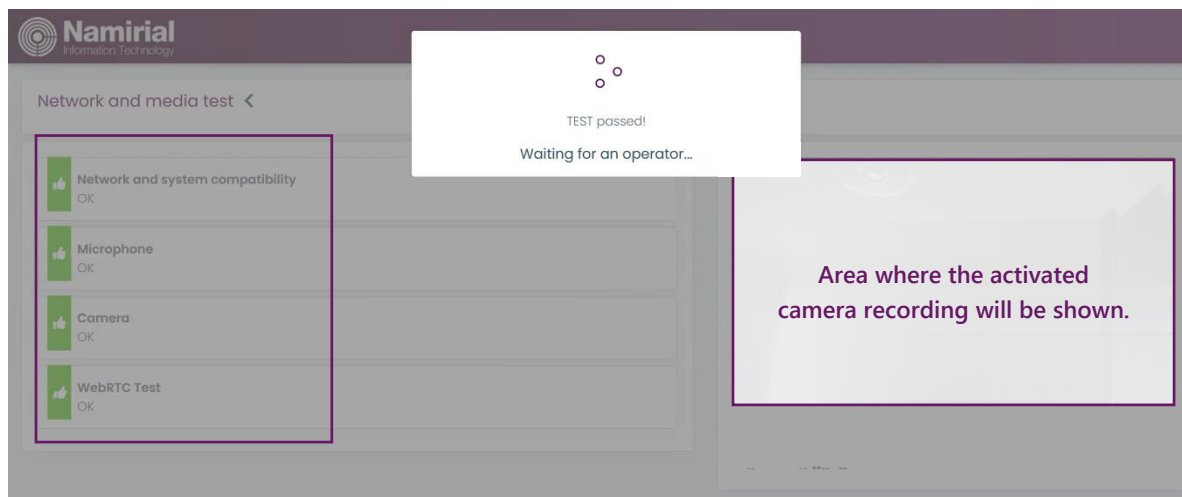 Namirial
Information Technology
TEST passed!
Waiting for an operator...
Network and media test
Network and system compatibility
OK
Microphone
OK
Camera
OK
WebRTC Test
OK
Area where the activated
camera recording will be shown.